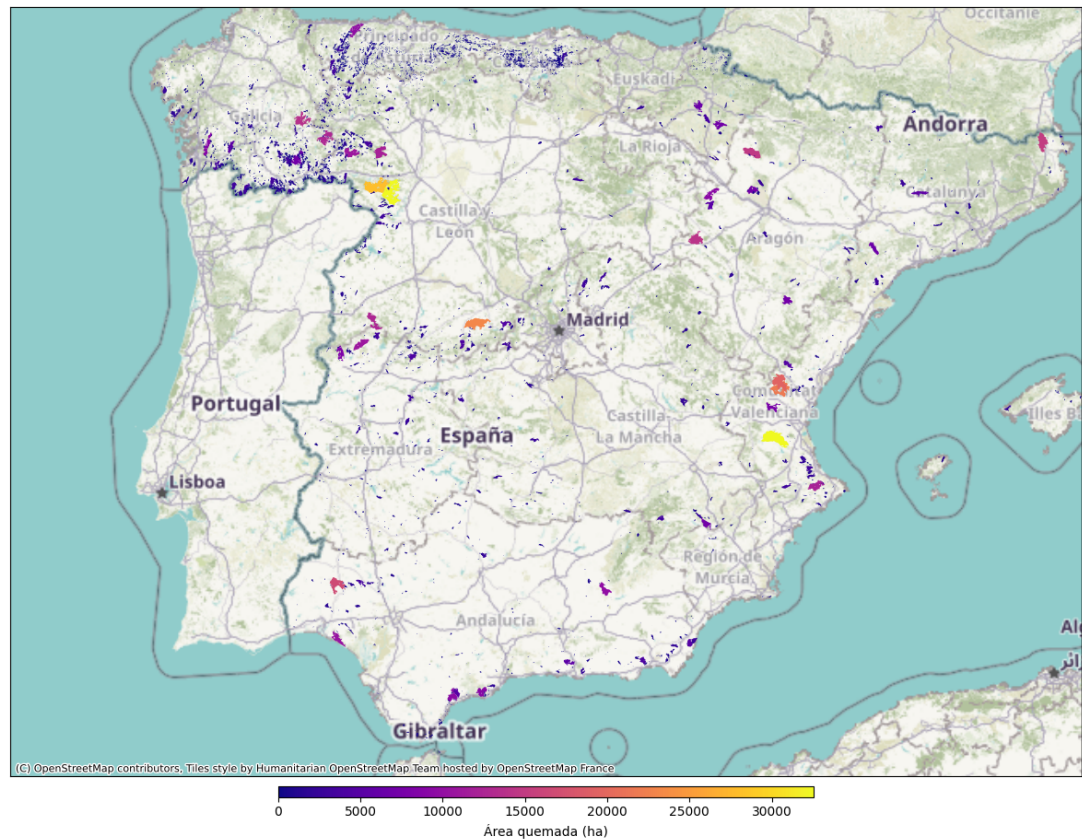 Occitanie
Principado
de Asturias
Euskadi
Galicia
Andorra
La Rioja
Catalunya
Castilla y
León
Aragón
Madrid
Portugal
Comunitat
Valenciana
Illes B
Castilla-
La Mancha
España
Extremadura
Lisboa
Región de
Murcia
Andalucía
Gibraltar
(C) OpenStreetMap contributors, Tiles style by Humanitarian OpenStreetMap Team hosted by OpenStreetMap France
0 5000 10000 15000 20000 25000 30000
Área quemada (ha)